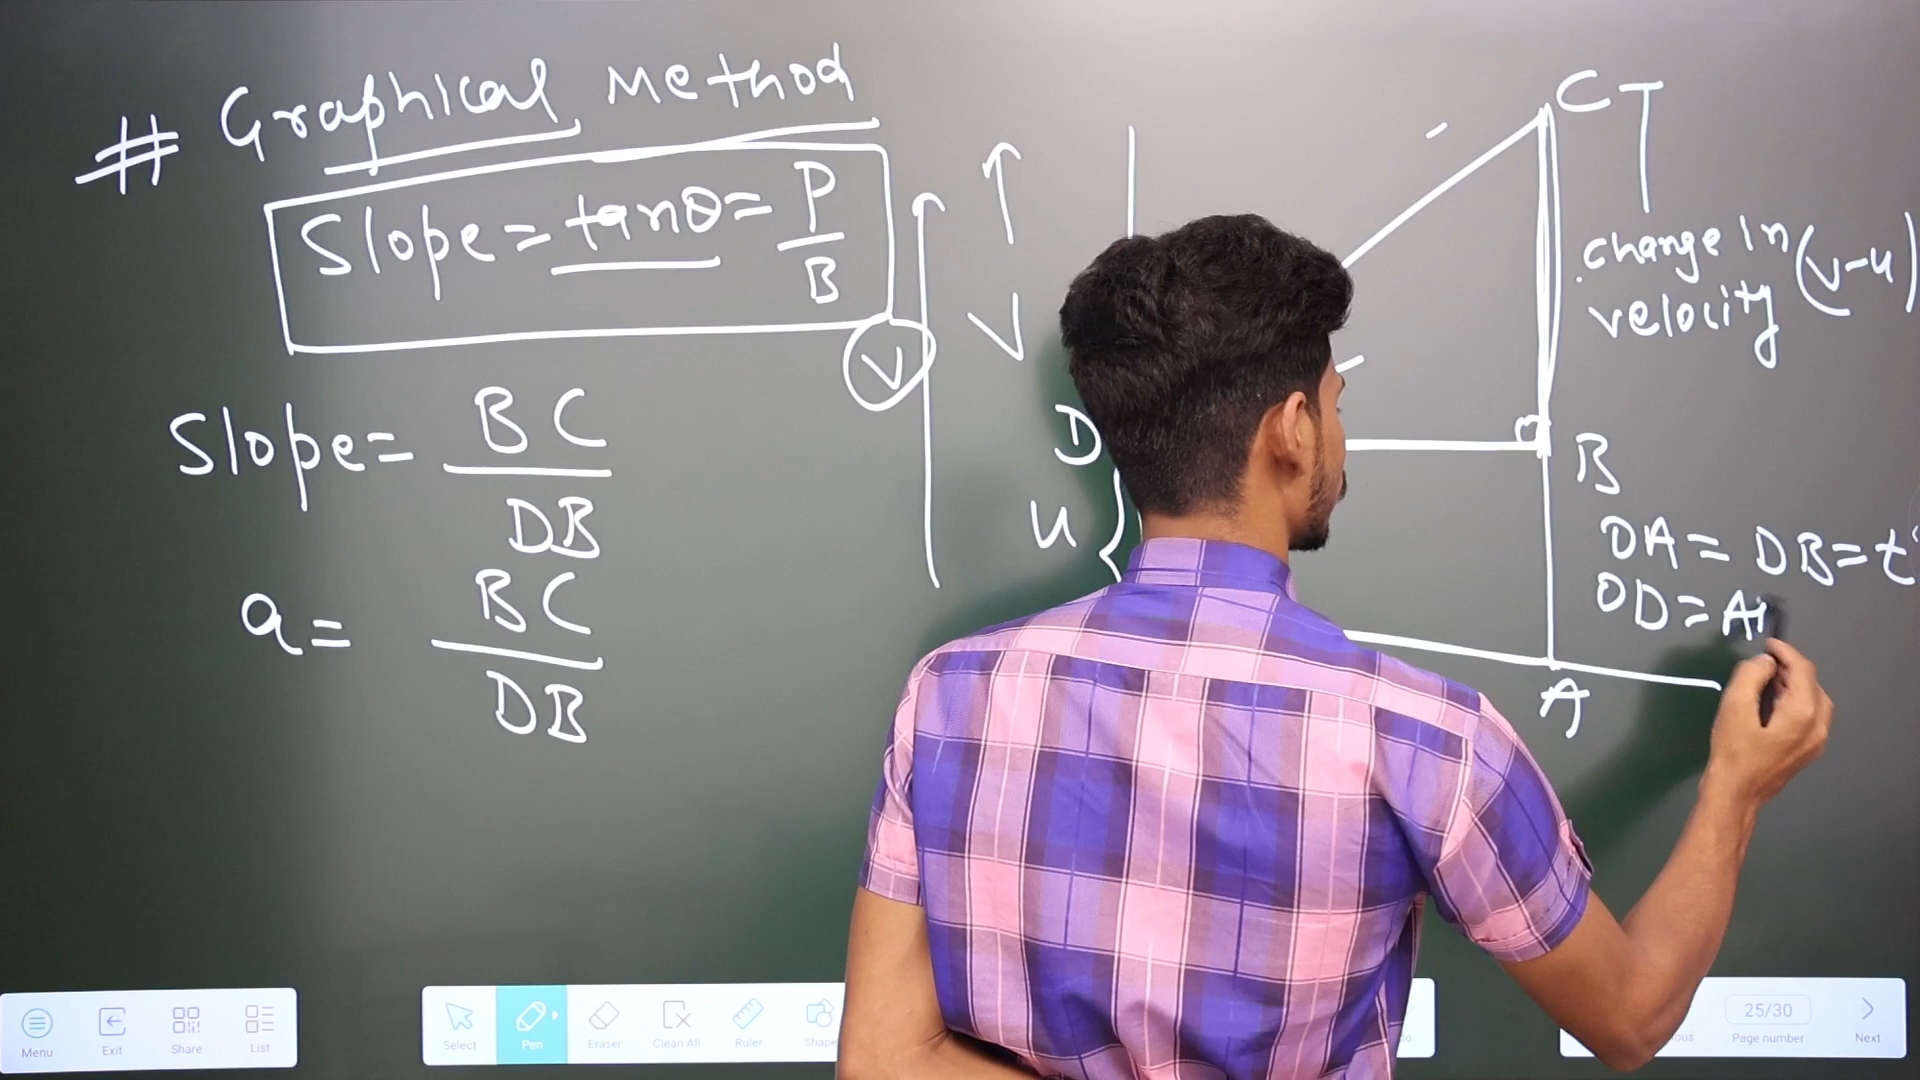 # Graphical Method
Slope = tanθ = P
B
Slope = BC
DB
a = BC
DB
V
V
D
u
C
change in (v-u)
velocity
B
OA = DB = t
OD = A
A
Menu
Exit
Share
List
Select
Pen
Eraser
Clean All
Ruler
25/30
Page number
Next